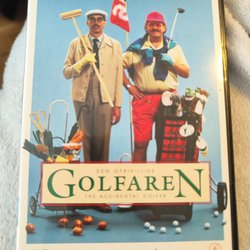 DEN OFRIVILLIGE
GOLFAREN
THE ACCIDENTAL GOLFER